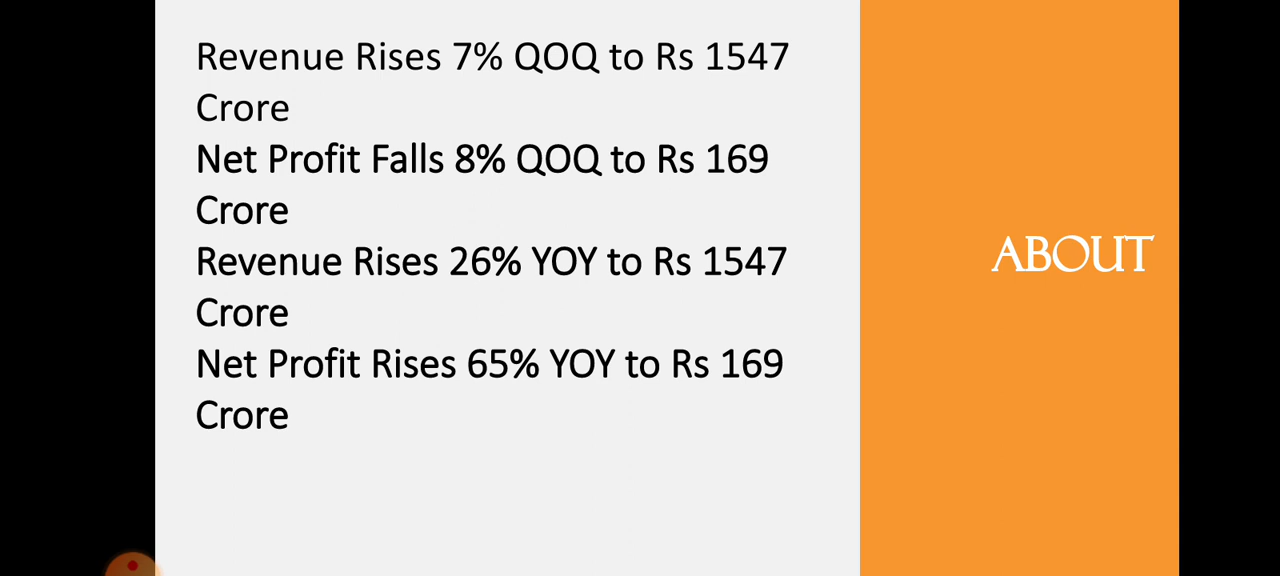 Revenue Rises 7% QOQ to Rs 1547
Crore
Net Profit Falls 8% QOQ to Rs 169
Crore
Revenue Rises 26% YOY to Rs 1547
Crore
Net Profit Rises 65% YOY to Rs 169
Crore
ABOUT